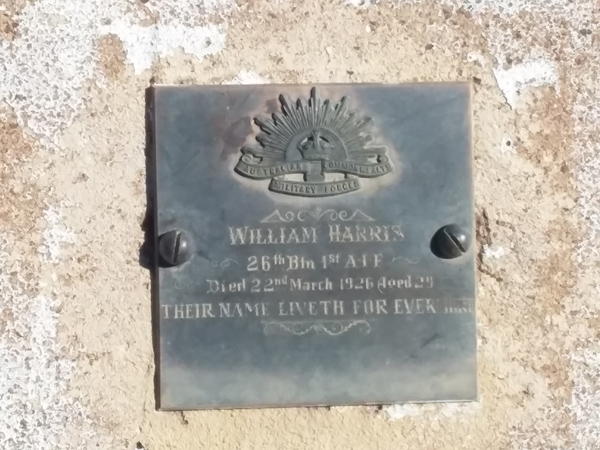 AUSTRALIAN COMMONWEALTH
MILITARY FORCES
WILLIAM HARRIS
26th Btn 1st A I F
Died 22nd March 1926 Aged 29
THEIR NAME LIVETH FOR EVERMORE